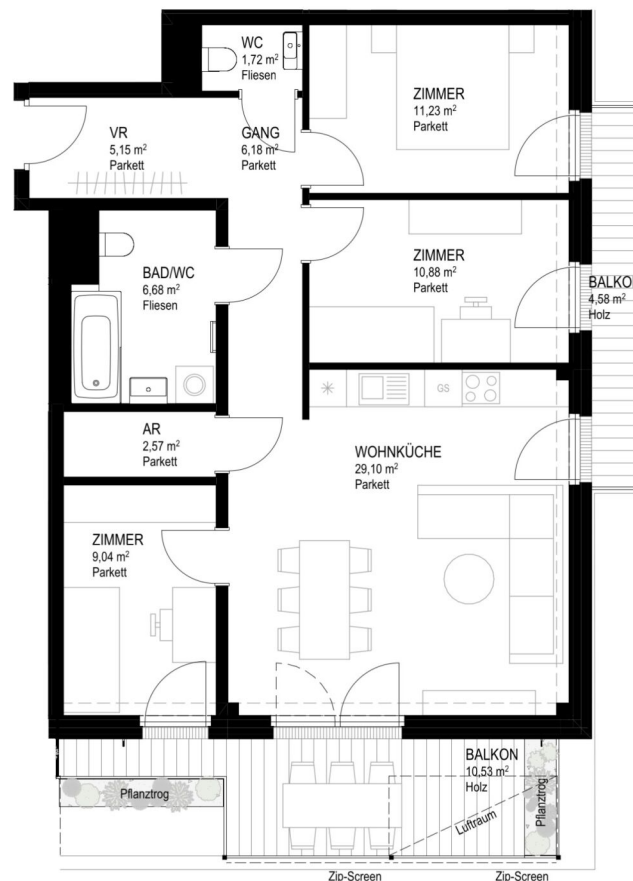 WC
1,72 m²
Fliesen
ZIMMER
11,23 m²
Parkett
VR
5,15 m²
Parkett
GANG
6,18 m²
Parkett
ZIMMER
10,88 m²
Parkett
BAD/WC
6,68 m²
Fliesen
BALKON
4,58 m²
Holz
GS
AR
2,57 m²
Parkett
WOHNKÜCHE
29,10 m²
Parkett
ZIMMER
9,04 m²
Parkett
BALKON
10,53 m²
Holz
Pflanztrog
Luftraum
Pflanztrog
Zip-Screen
Zip-Screen